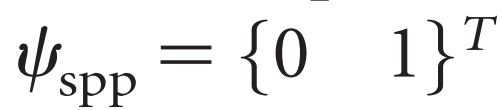 ψ_spp = {0 1}^T